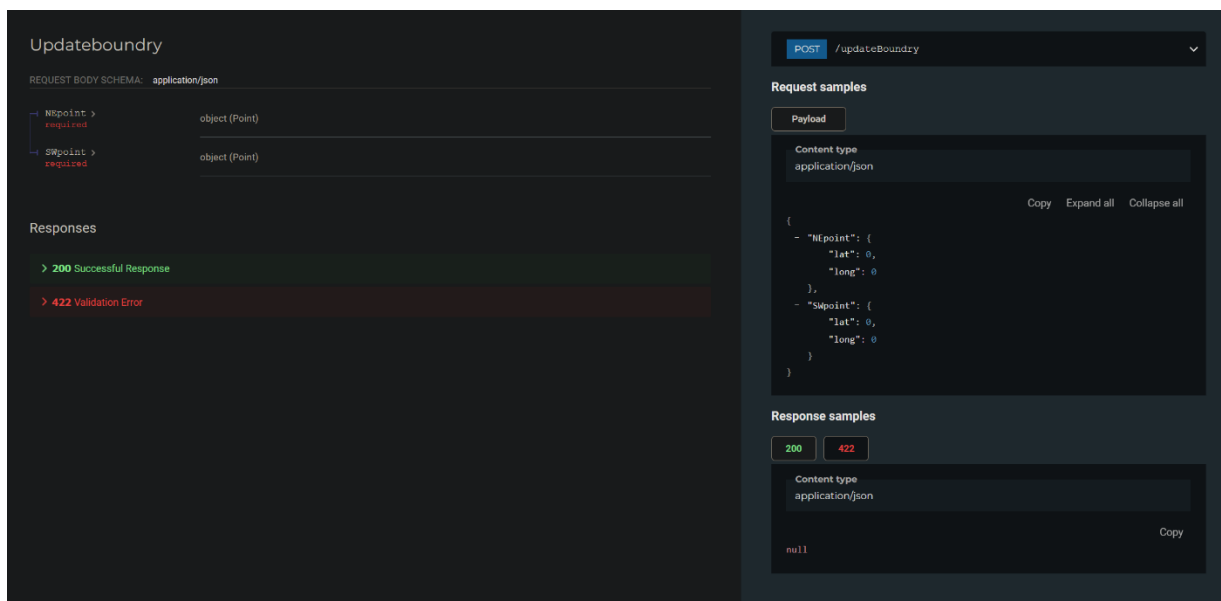 Updateboundry
REQUEST BODY SCHEMA: application/json
NEpoint >
required
object (Point)
SWpoint >
required
object (Point)
Responses
> 200 Successful Response
> 422 Validation Error
POST /updateBoundry
Request samples
Payload
Content type
application/json
Copy Expand all Collapse all
{
- "NEpoint": {
"lat": 0,
"long": 0
},
- "SWpoint": {
"lat": 0,
"long": 0
}
}
Response samples
200 422
Content type
application/json
Copy
null